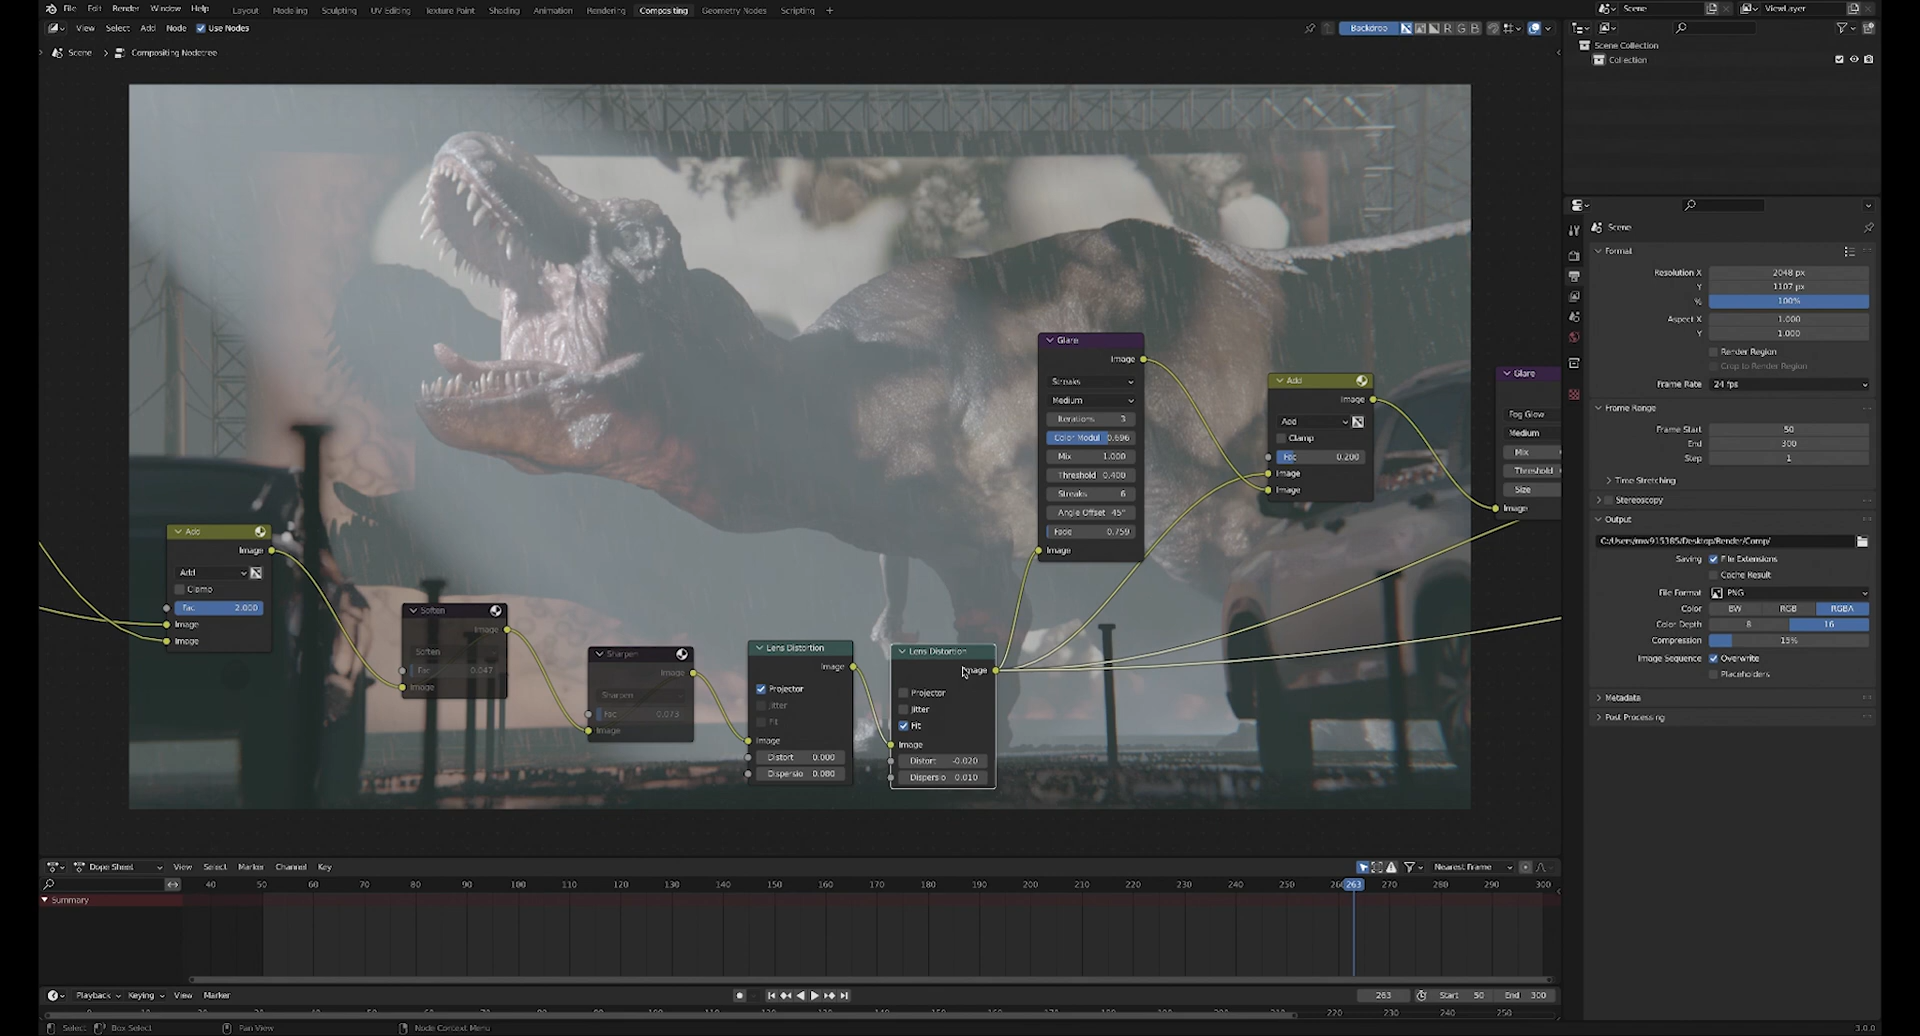 File Edit Render Window Help Layout Modeling Sculpting UV Editing Texture Paint Shading Animation Rendering Compositing Geometry Nodes Scripting + Scene ViewLayer
View Select Add Node Use Nodes Backdrop R G B
Scene > Compositing Nodetree
Scene Collection
Collection
Scene
Format
Resolution X 2048 px
Y 1107 px
% 100%
Aspect X 1.000
Y 1.000
Render Region
Crop to Render Region
Frame Rate 24 fps
Frame Range
Frame Start 50
End 300
Step 1
Time Stretching
Stereoscopy
Output
C:/Users/mw915385/Desktop/Render/Comp/
Saving File Extensions
Cache Result
File Format PNG
Color BW RGB RGBA
Color Depth 8 16
Compression 15%
Image Sequence Overwrite
Placeholders
Metadata
Post Processing
Add
Image
Add
Clamp
Fac 2.000
Image
Image
Soften
Image
Soften
Fac 0.047
Image
Sharpen
Image
Sharpen
Fac 0.073
Image
Lens Distortion
Image
Projector
Jitter
Fit
Image
Distort 0.000
Dispersio 0.080
Lens Distortion
Image
Projector
Jitter
Fit
Image
Distort -0.020
Dispersio 0.010
Glare
Image
Streaks
Medium
Iterations 3
Color Modul 0.696
Mix 1.000
Threshold 0.400
Streaks 6
Angle Offset 45°
Fade 0.759
Image
Add
Image
Add
Clamp
Fac 0.200
Image
Image
Glare
Fog Glow
Medium
Mix
Threshold
Size
Image
Dope Sheet View Select Marker Channel Key Nearest Frame
40 50 60 70 80 90 100 110 120 130 140 150 160 170 180 190 200 210 220 230 240 250 263 270 280 290 300
Summary
Playback Keying View Marker 263 Start 50 End 300
220 230 240 250
Select Box Select Pan View Node Context Menu 3.0.0